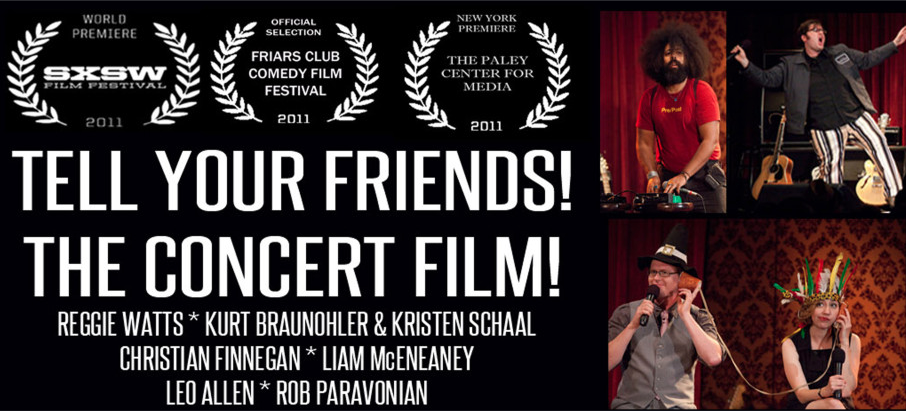 WORLD
PREMIERE
SXSW
FILM FESTIVAL
2011
OFFICIAL
SELECTION
FRIARS CLUB
COMEDY FILM
FESTIVAL
2011
NEW YORK
PREMIERE
THE PALEY
CENTER FOR
MEDIA
2011
TELL YOUR FRIENDS!
THE CONCERT FILM!
REGGIE WATTS * KURT BRAUNOHLER & KRISTEN SCHAAL
CHRISTIAN FINNEGAN * LIAM McENEANEY
LEO ALLEN * ROB PARAVONIAN